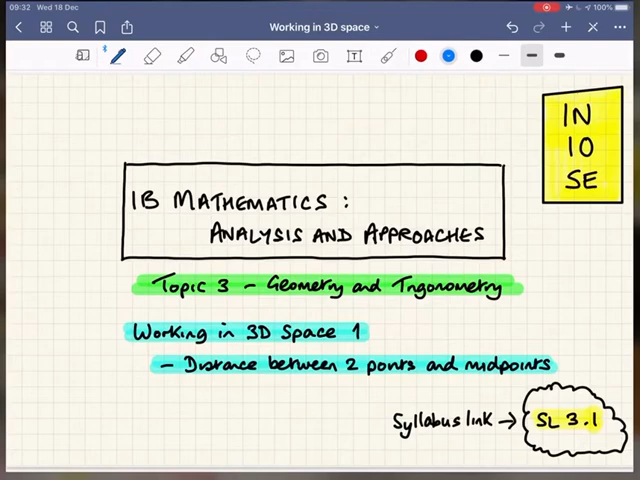 09:32 Wed 18 Dec
100%
Working in 3D space
IN
10
SE
IB MATHEMATICS :
ANALYSIS AND APPROACHES
Topic 3 - Geometry and Trigonometry
Working in 3D Space 1
- Distance between 2 points and midpoints
Syllabus link → SL 3.1